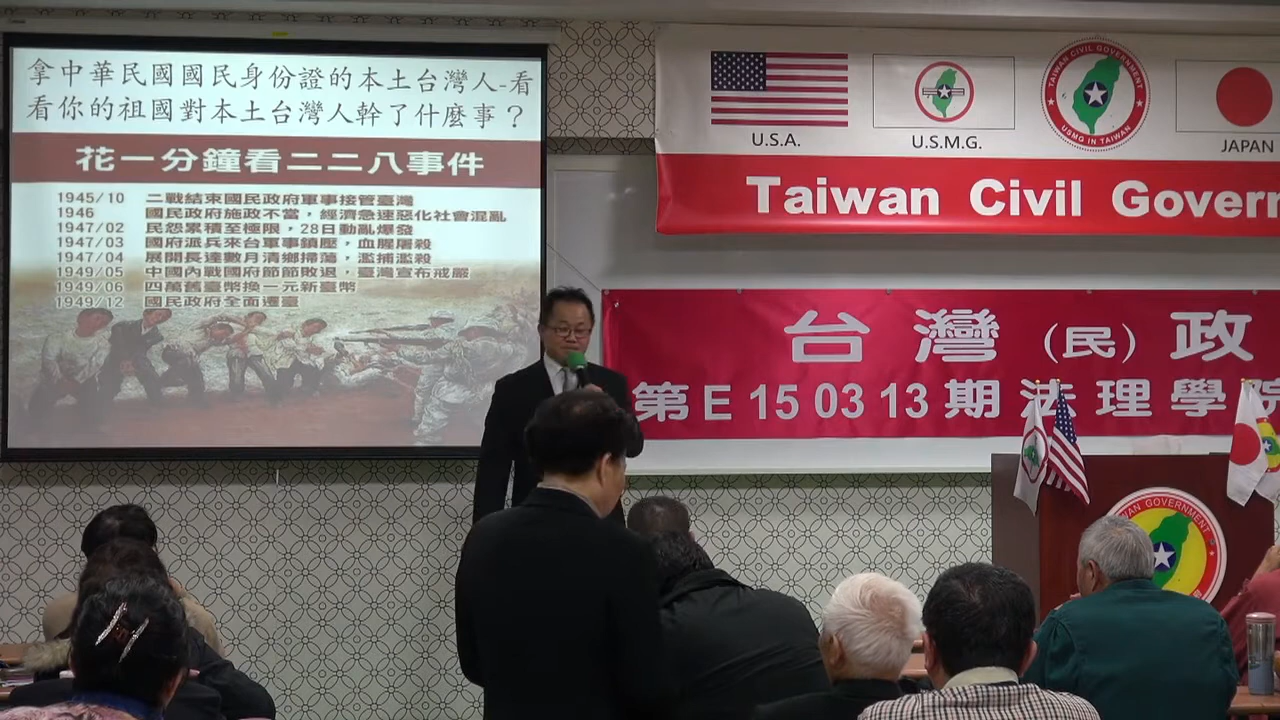 拿中華民國國民身份證的本土台灣人-看
看你的祖國對本土台灣人幹了什麼事？
花一分鐘看二二八事件
1945/10 二戰結束國民政府軍事接管臺灣
1946 國民政府施政不當，經濟急速惡化社會混亂
1947/02 民怨累積至極限，28日動亂爆發
1947/03 國府派兵來台軍事鎮壓，血腥屠殺
1947/04 展開長達數月清鄉掃蕩，濫捕濫殺
1949/05 中國內戰國府節節敗退，臺灣宣布戒嚴
1949/06 四萬舊臺幣換一元新臺幣
1949/12 國民政府全面遷臺
U.S.A.
U.S.M.G.
TAIWAN CIVIL GOVERNMENT
USMG IN TAIWAN
JAPAN
Taiwan Civil Govern
台灣(民)政
第E 15 03 13期法理學院
WAN GOVERNMENT